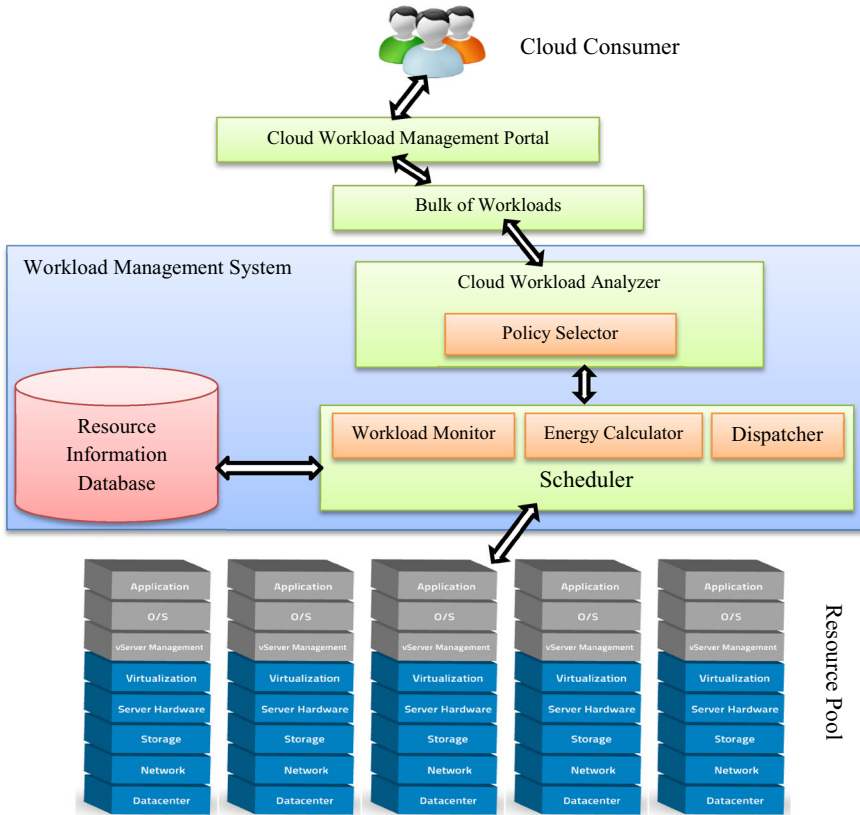 Cloud Consumer
Cloud Workload Management Portal
Bulk of Workloads
Workload Management System
Cloud Workload Analyzer
Policy Selector
Resource
Information
Database
Workload Monitor
Energy Calculator
Dispatcher
Scheduler
Application
O/S
vServer Management
Virtualization
Server Hardware
Storage
Network
Datacenter
Application
O/S
vServer Management
Virtualization
Server Hardware
Storage
Network
Datacenter
Application
O/S
vServer Management
Virtualization
Server Hardware
Storage
Network
Datacenter
Application
O/S
vServer Management
Virtualization
Server Hardware
Storage
Network
Datacenter
Application
O/S
vServer Management
Virtualization
Server Hardware
Storage
Network
Datacenter
Resource Pool